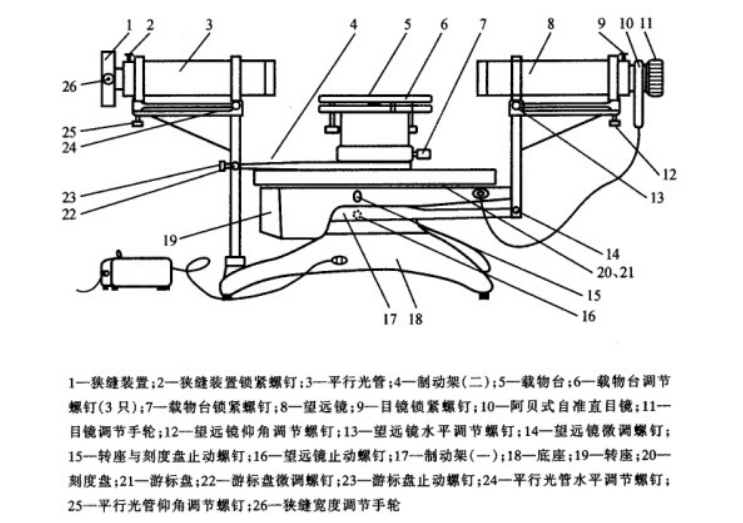 1 2 3 4 5 6 7 8 9 10 11
26
25
24
23
22
19
12
13
14
20、21
15
17 18 16
1—狭缝装置;2—狭缝装置锁紧螺钉;3—平行光管;4—制动架(二);5—载物台;6—载物台调节
螺钉(3只);7—载物台锁紧螺钉;8—望远镜;9—目镜锁紧螺钉;10—阿贝式自准直目镜;11—
目镜调节手轮;12—望远镜仰角调节螺钉;13—望远镜水平调节螺钉;14—望远镜微调螺钉;
15—转座与刻度盘止动螺钉;16—望远镜止动螺钉;17—制动架(一);18—底座;19—转座;20—
刻度盘;21—游标盘;22—游标盘微调螺钉;23—游标盘止动螺钉;24—平行光管水平调节螺钉;
25—平行光管仰角调节螺钉;26—狭缝宽度调节手轮